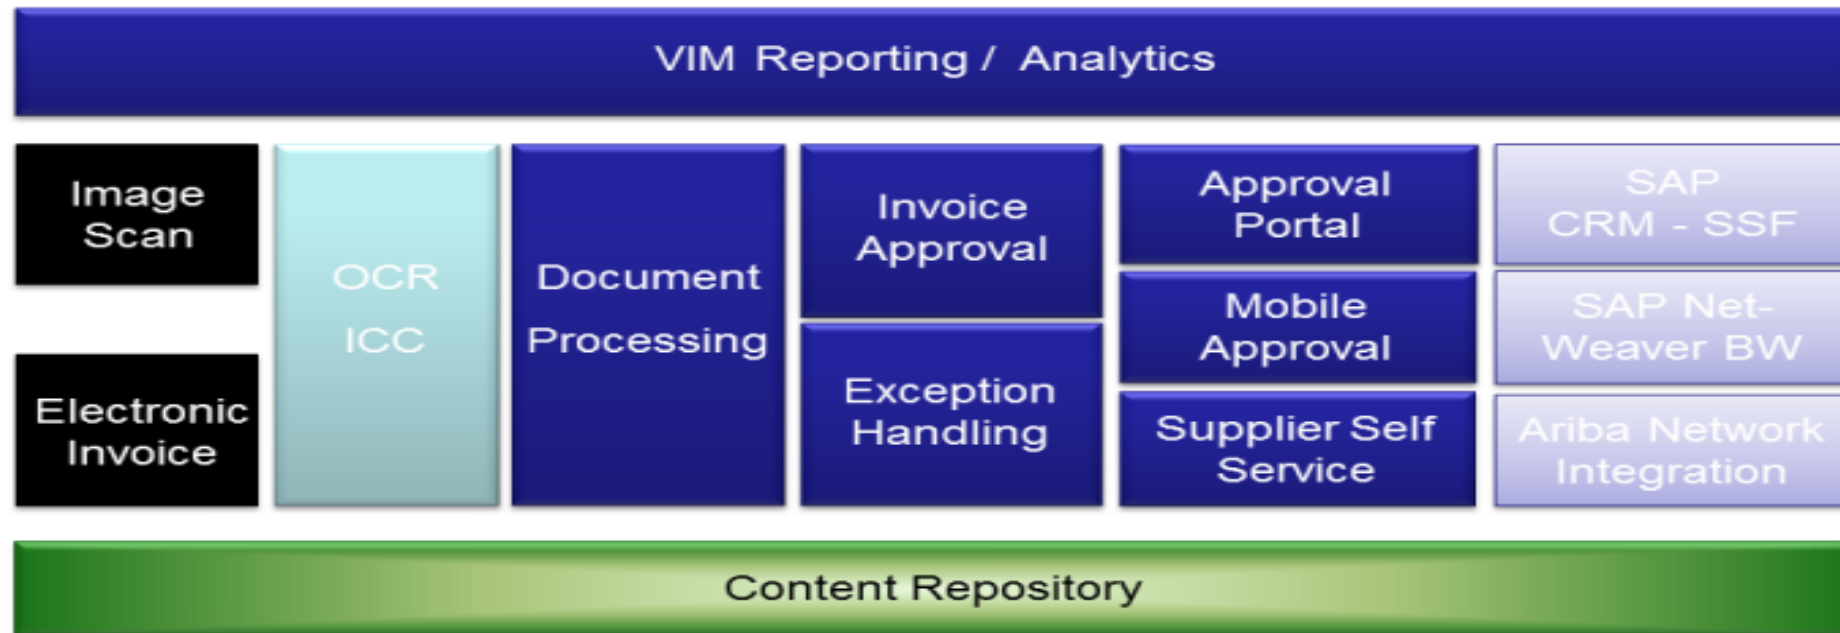 VIM Reporting / Analytics
Image
Scan
Electronic
Invoice
OCR
ICC
Document
Processing
Invoice
Approval
Exception
Handling
Approval
Portal
Mobile
Approval
Supplier Self
Service
SAP
CRM - SSF
SAP Net-
Weaver BW
Ariba Network
Integration
Content Repository